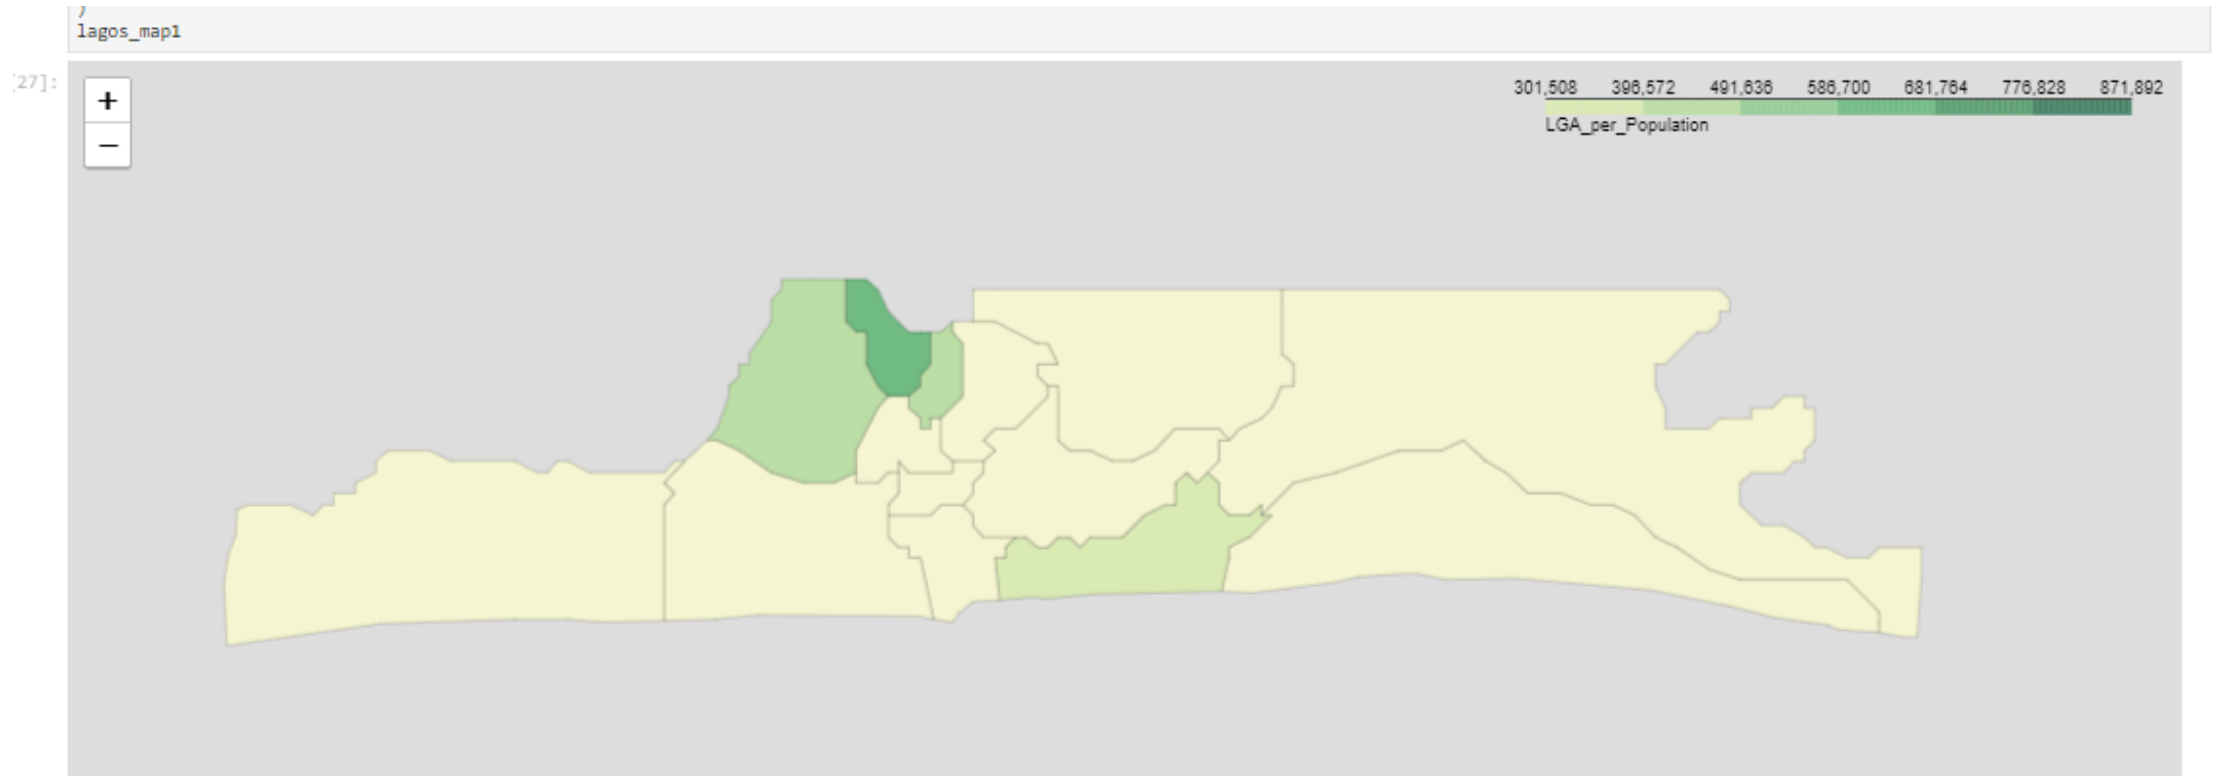 )
lagos_map1
[27]:
+
−
301,508 396,572 491,636 586,700 681,764 776,828 871,892
LGA_per_Population